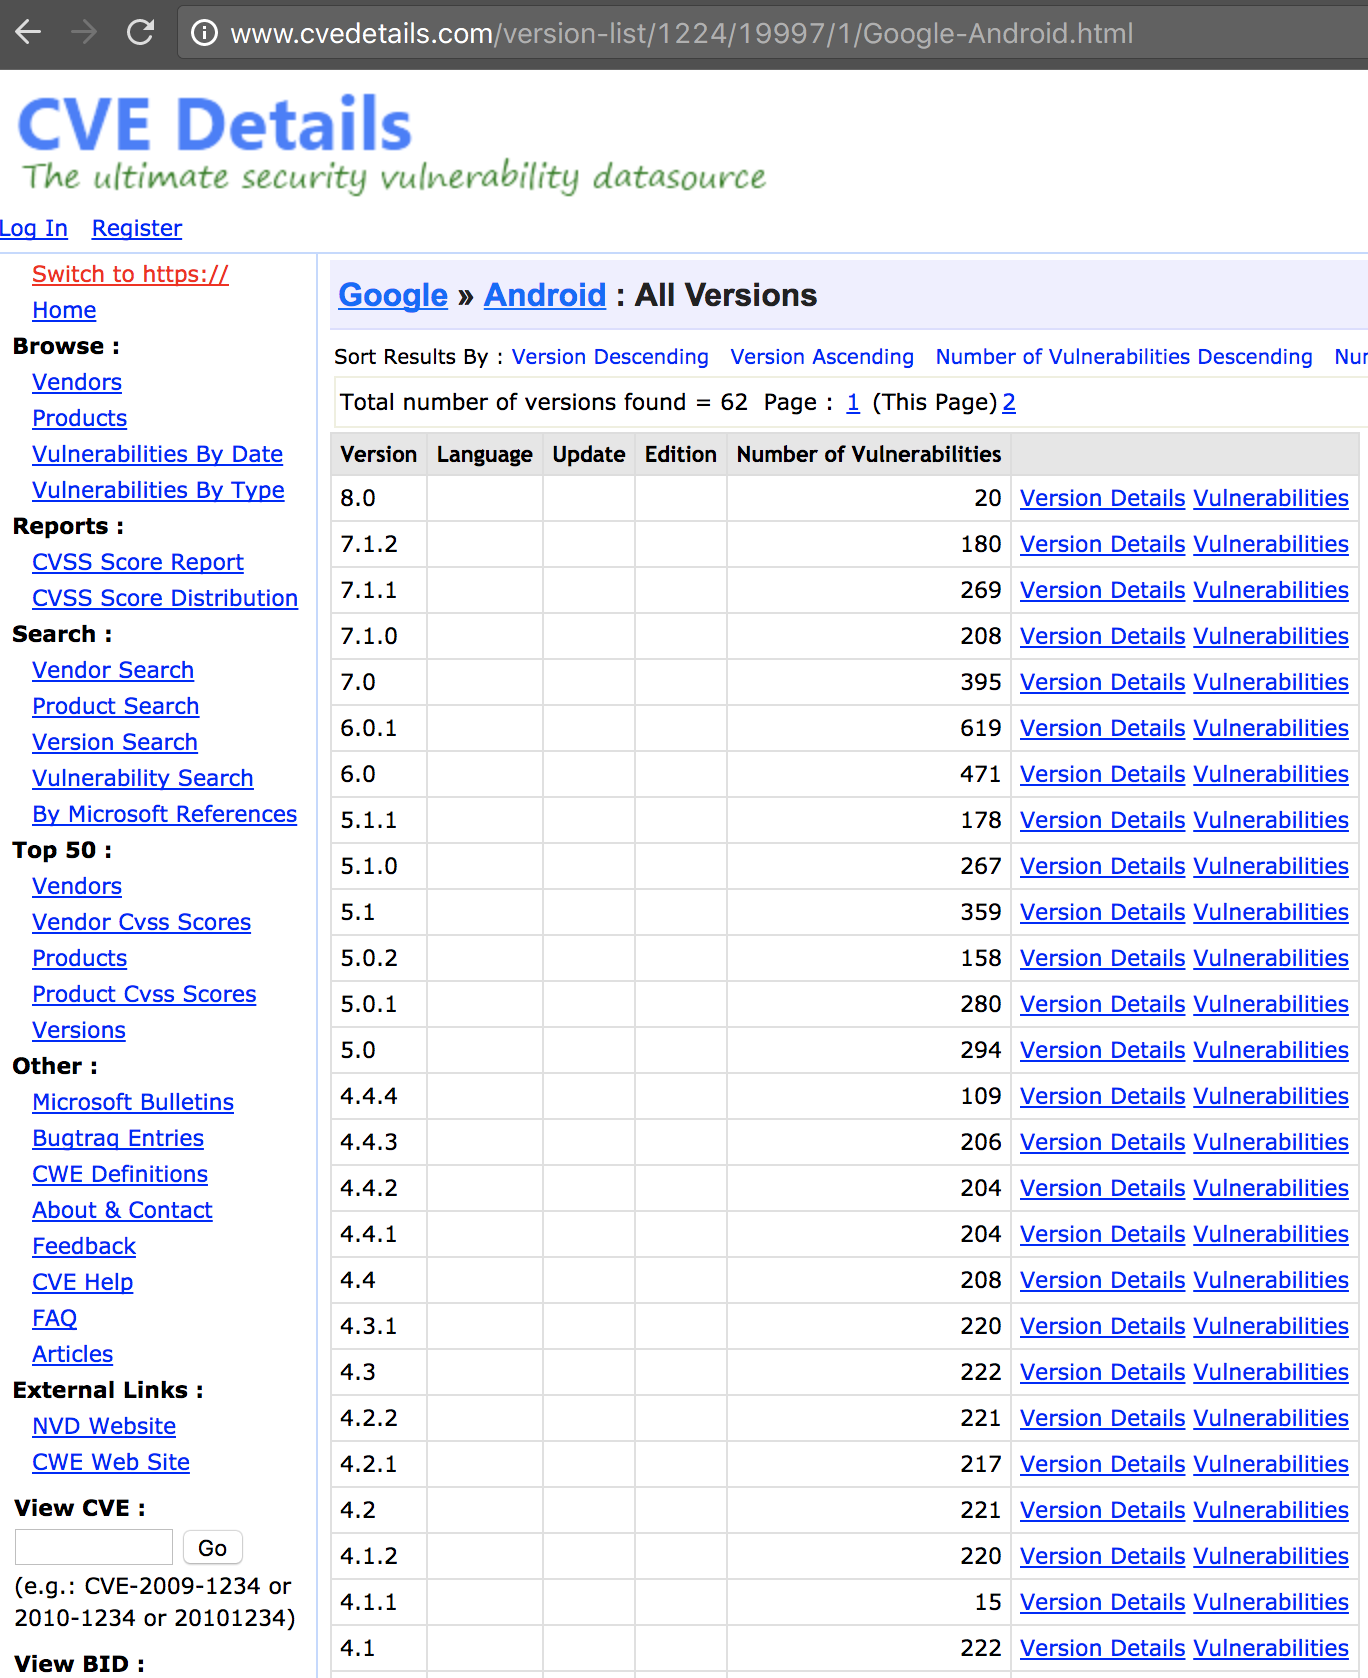 www.cvedetails.com/version-list/1224/19997/1/Google-Android.html
CVE Details
The ultimate security vulnerability datasource
Log In Register
Switch to https://
Home
Browse :
Vendors
Products
Vulnerabilities By Date
Vulnerabilities By Type
Reports :
CVSS Score Report
CVSS Score Distribution
Search :
Vendor Search
Product Search
Version Search
Vulnerability Search
By Microsoft References
Top 50 :
Vendors
Vendor Cvss Scores
Products
Product Cvss Scores
Versions
Other :
Microsoft Bulletins
Bugtraq Entries
CWE Definitions
About & Contact
Feedback
CVE Help
FAQ
Articles
External Links :
NVD Website
CWE Web Site
View CVE :
Go
(e.g.: CVE-2009-1234 or
2010-1234 or 20101234)
View BID :
Google » Android : All Versions
Sort Results By : Version Descending Version Ascending Number of Vulnerabilities Descending
Total number of versions found = 62 Page : 1 (This Page) 2
Version Language Update Edition Number of Vulnerabilities
8.0 20 Version Details Vulnerabilities
7.1.2 180 Version Details Vulnerabilities
7.1.1 269 Version Details Vulnerabilities
7.1.0 208 Version Details Vulnerabilities
7.0 395 Version Details Vulnerabilities
6.0.1 619 Version Details Vulnerabilities
6.0 471 Version Details Vulnerabilities
5.1.1 178 Version Details Vulnerabilities
5.1.0 267 Version Details Vulnerabilities
5.1 359 Version Details Vulnerabilities
5.0.2 158 Version Details Vulnerabilities
5.0.1 280 Version Details Vulnerabilities
5.0 294 Version Details Vulnerabilities
4.4.4 109 Version Details Vulnerabilities
4.4.3 206 Version Details Vulnerabilities
4.4.2 204 Version Details Vulnerabilities
4.4.1 204 Version Details Vulnerabilities
4.4 208 Version Details Vulnerabilities
4.3.1 220 Version Details Vulnerabilities
4.3 222 Version Details Vulnerabilities
4.2.2 221 Version Details Vulnerabilities
4.2.1 217 Version Details Vulnerabilities
4.2 221 Version Details Vulnerabilities
4.1.2 220 Version Details Vulnerabilities
4.1.1 15 Version Details Vulnerabilities
4.1 222 Version Details Vulnerabilities